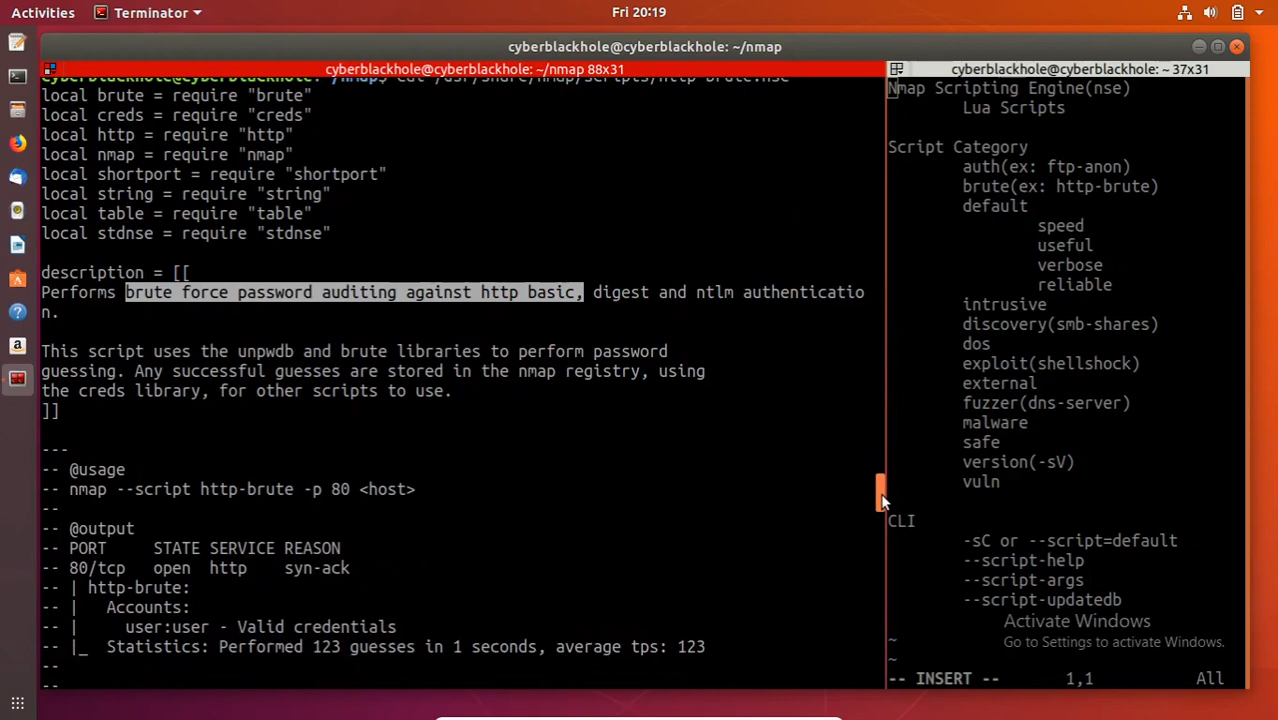 Activities
Terminator
Fri 20:19
cyberblackhole@cyberblackhole: ~/nmap
cyberblackhole@cyberblackhole: ~/nmap 88x31
cyberblackhole@cyberblackhole: ~/nmap$ cat /usr/share/nmap/scripts/http-brute.nse
local brute = require "brute"
local creds = require "creds"
local http = require "http"
local nmap = require "nmap"
local shortport = require "shortport"
local string = require "string"
local table = require "table"
local stdnse = require "stdnse"
description = [[
Performs brute force password auditing against http basic, digest and ntlm authenticatio
n.
This script uses the unpwdb and brute libraries to perform password
guessing. Any successful guesses are stored in the nmap registry, using
the creds library, for other scripts to use.
]]
---
-- @usage
-- nmap --script http-brute -p 80 <host>
--
-- @output
-- PORT     STATE SERVICE REASON
-- 80/tcp   open  http    syn-ack
-- | http-brute:
-- |   Accounts:
-- |     user:user - Valid credentials
-- |_  Statistics: Performed 123 guesses in 1 seconds, average tps: 123
--
--
cyberblackhole@cyberblackhole: ~ 37x31
Nmap Scripting Engine(nse)
Lua Scripts
Script Category
auth(ex: ftp-anon)
brute(ex: http-brute)
default
speed
useful
verbose
reliable
intrusive
discovery(smb-shares)
dos
exploit(shellshock)
external
fuzzer(dns-server)
malware
safe
version(-sV)
vuln
CLI
-sC or --script=default
--script-help
--script-args
--script-updatedb
Activate Windows
~
Go to Settings to activate Windows.
~
-- INSERT --
1,1
All